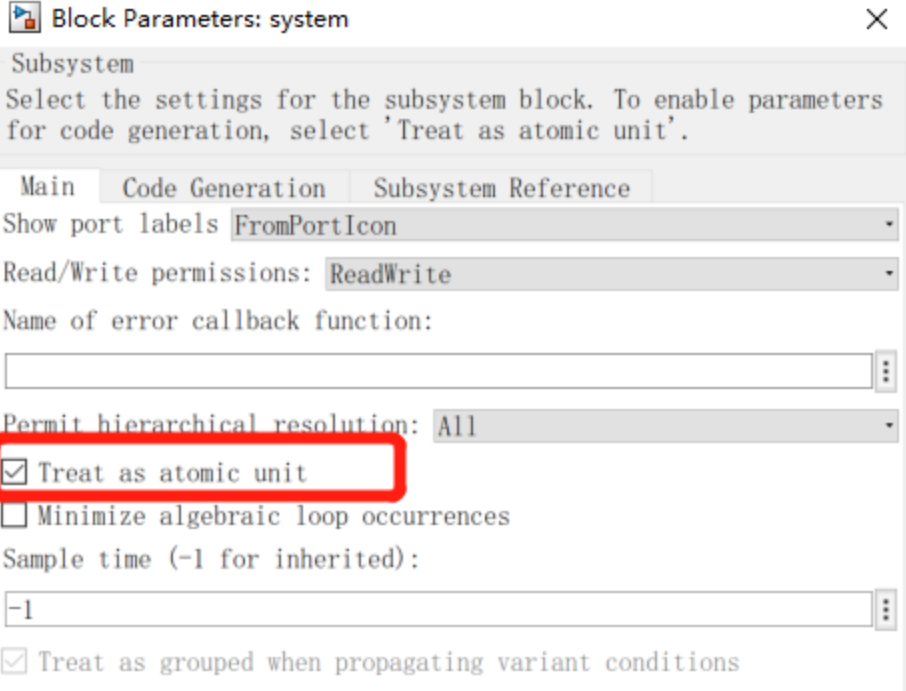 Block Parameters: system
Subsystem
Select the settings for the subsystem block. To enable parameters
for code generation, select 'Treat as atomic unit'.
Main Code Generation Subsystem Reference
Show port labels FromPortIcon
Read/Write permissions: ReadWrite
Name of error callback function:
Permit hierarchical resolution: All
Treat as atomic unit
Minimize algebraic loop occurrences
Sample time (-1 for inherited):
-1
Treat as grouped when propagating variant conditions